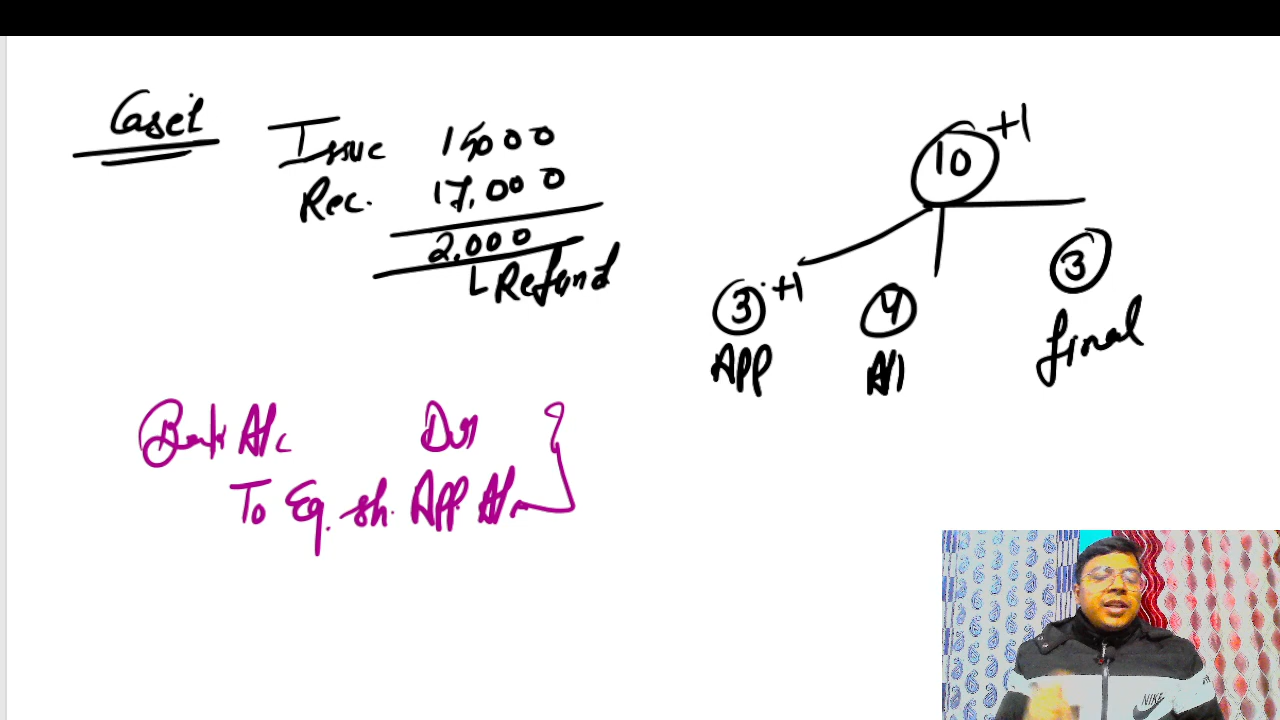 Case 1
Issue 15000
Rec. 17,000
2,000
Refund
10 +1
3 +1 4 3
App All final
Bank A/c Dr
To Eq. sh. App. A/c
NIKE